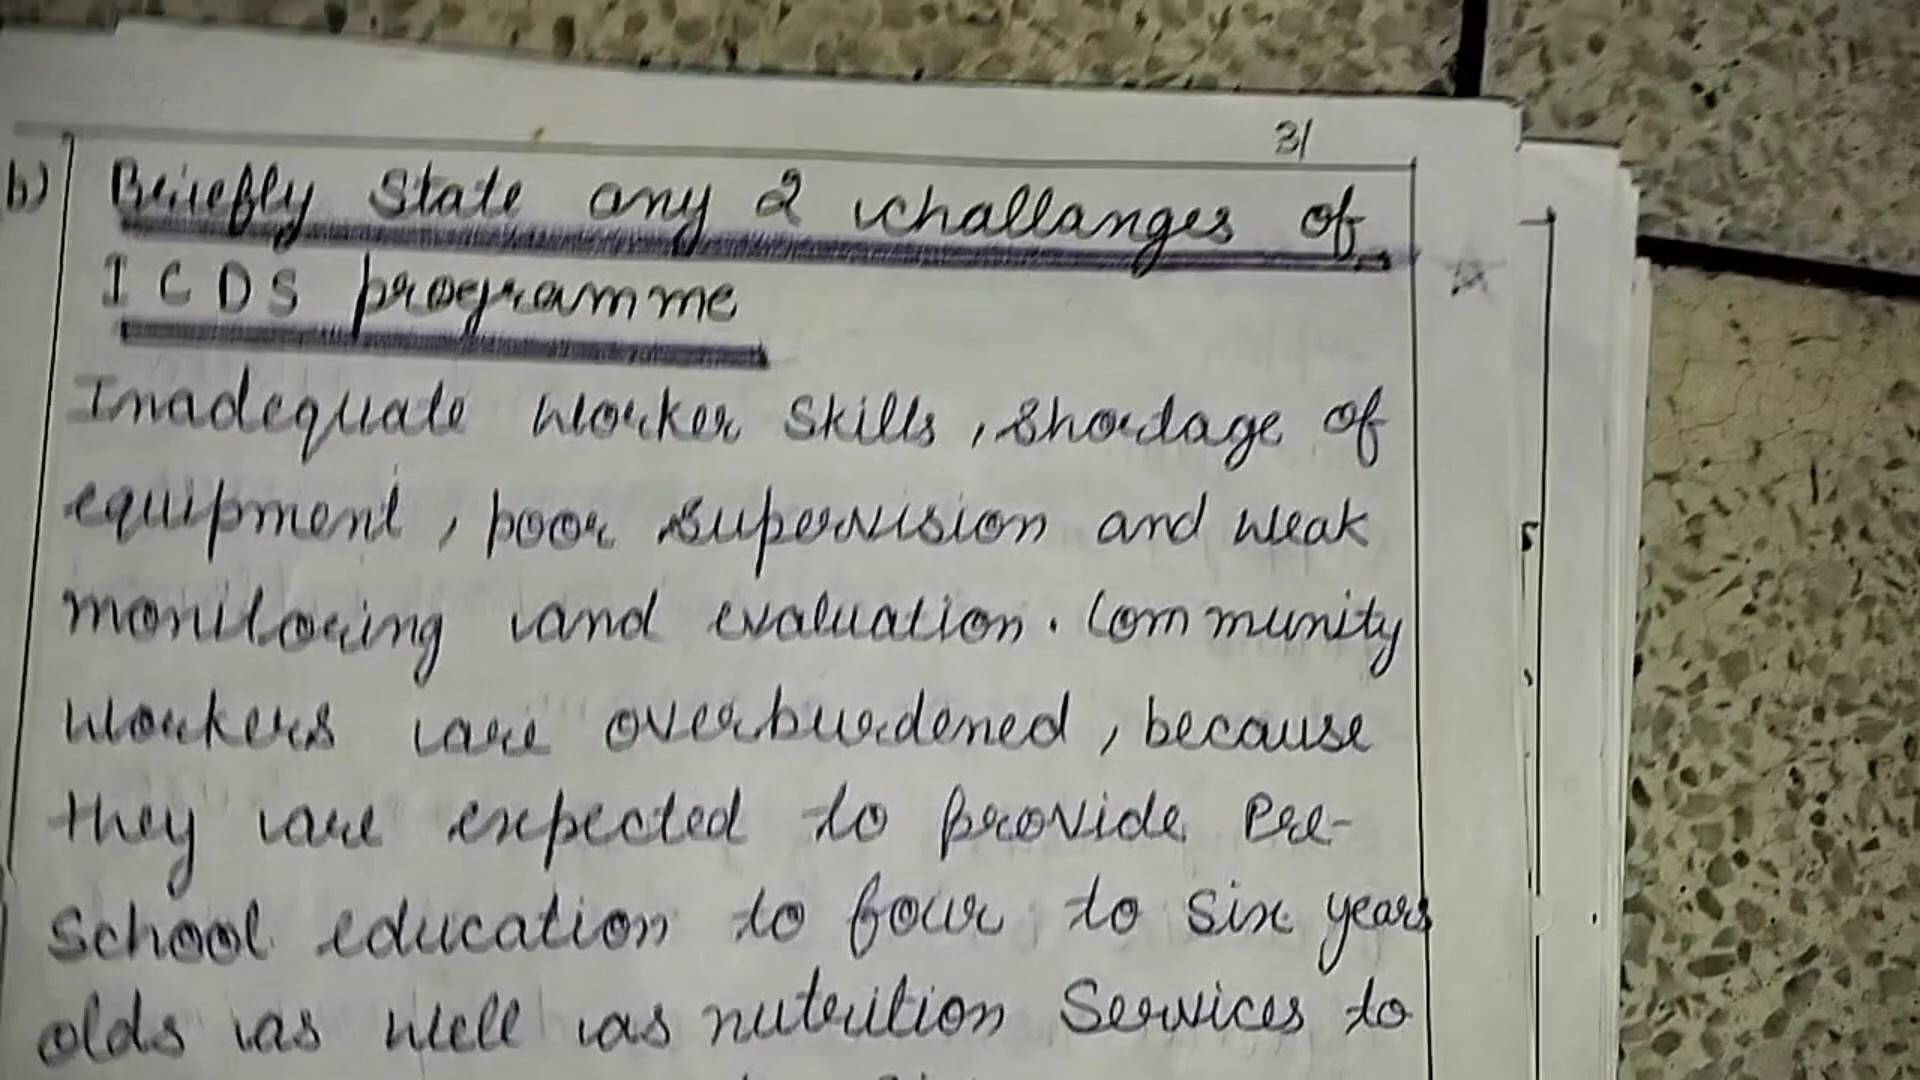 31
b) Briefly State any 2 challanges of
ICDS programme
Inadequate worker skills, shortage of
equipment, poor supervision and weak
monitoring and evaluation. Community
workers are overburdened, because
they are expected to provide Pre-
school education to four to six years
olds as well as nutrition Services to